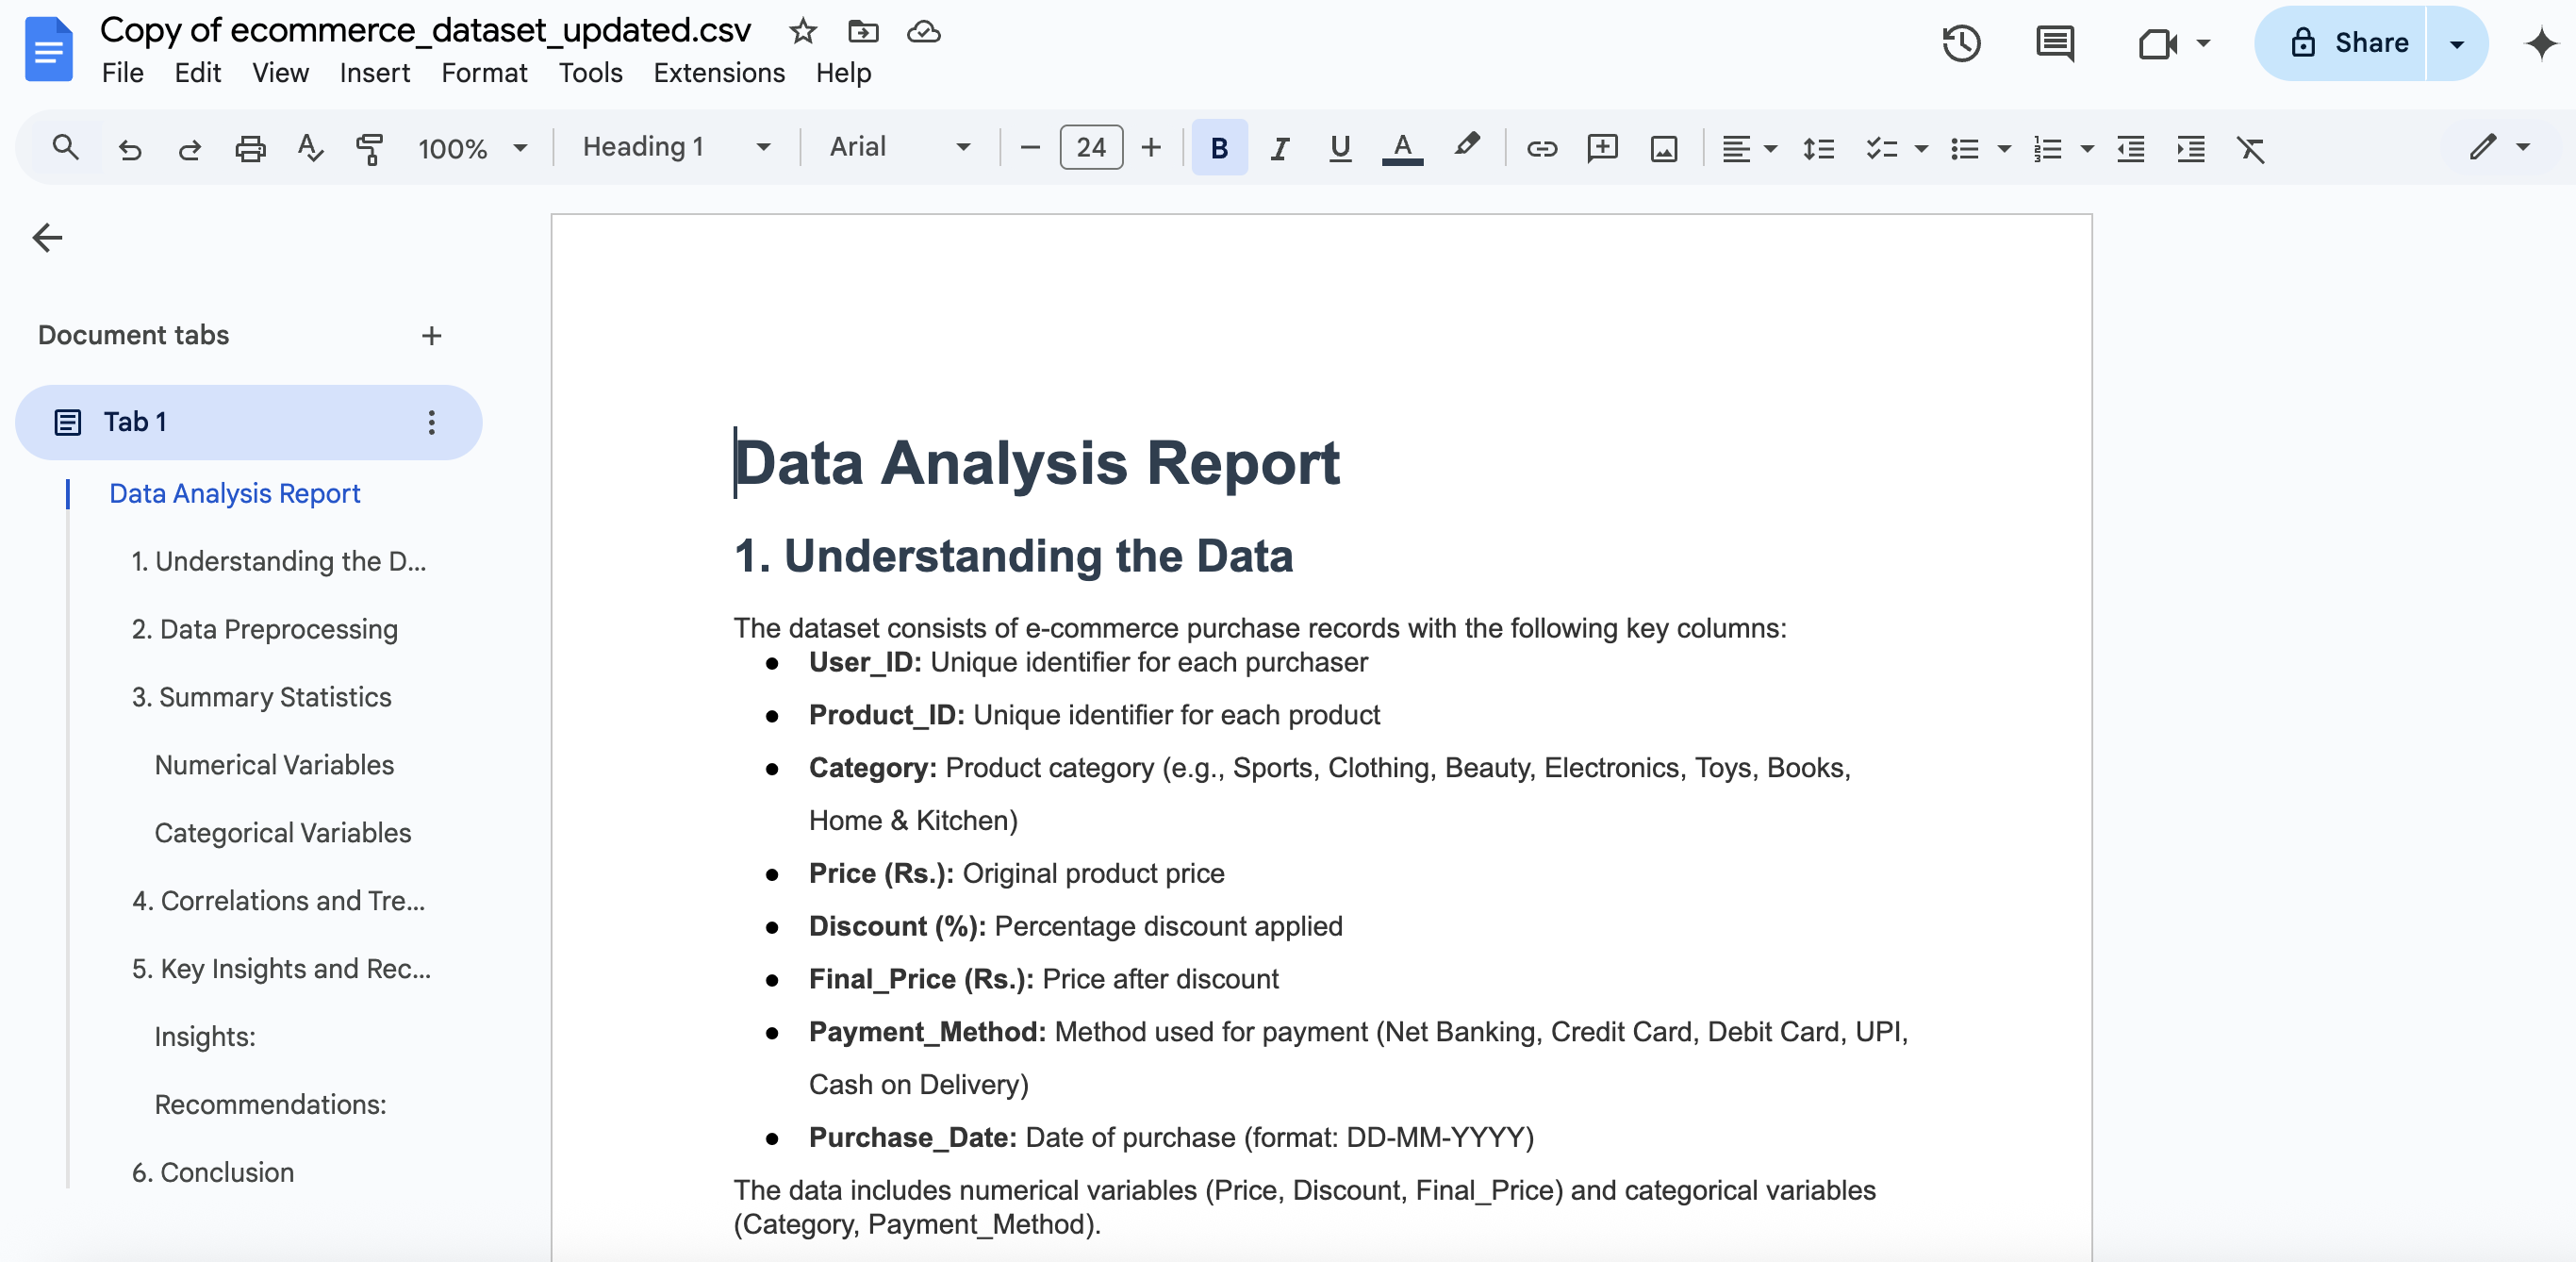 Copy of ecommerce_dataset_updated.csv
File Edit View Insert Format Tools Extensions Help
Share
100% Heading 1 Arial 24 B I U A
Document tabs
Tab 1
Data Analysis Report
1. Understanding the D...
2. Data Preprocessing
3. Summary Statistics
Numerical Variables
Categorical Variables
4. Correlations and Tre...
5. Key Insights and Rec...
Insights:
Recommendations:
6. Conclusion
Data Analysis Report
1. Understanding the Data
The dataset consists of e-commerce purchase records with the following key columns:
● User_ID: Unique identifier for each purchaser
● Product_ID: Unique identifier for each product
● Category: Product category (e.g., Sports, Clothing, Beauty, Electronics, Toys, Books,
Home & Kitchen)
● Price (Rs.): Original product price
● Discount (%): Percentage discount applied
● Final_Price (Rs.): Price after discount
● Payment_Method: Method used for payment (Net Banking, Credit Card, Debit Card, UPI,
Cash on Delivery)
● Purchase_Date: Date of purchase (format: DD-MM-YYYY)
The data includes numerical variables (Price, Discount, Final_Price) and categorical variables
(Category, Payment_Method).